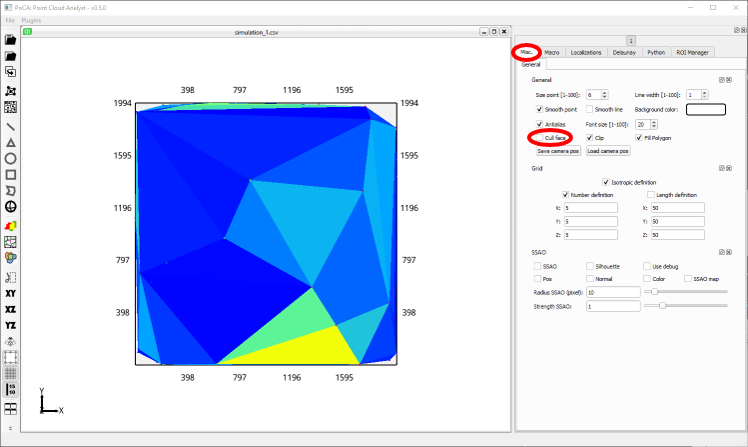 PoCA: Point Cloud Analyst - v0.5.0
File Plugins
simulation_1.csv
1
Misc. Macro Localizations Delaunay Python ROI Manager
General
General
Size point [1-100]: 6 Line width [1-100]: 1
Smooth point Smooth line Background color:
Antialias Font size [1-100]: 20
Cull face Clip Fill Polygon
Save camera pos Load camera pos
Grid
Isotropic definition
Number definition Length definition
X: 5 X: 50
Y: 5 Y: 50
Z: 5 Z: 50
SSAO
SSAO Silhouette Use debug
Pos Normal Color SSAO map
Radius SSAO (pixel): 10
Strength SSAO: 1
398 797 1196 1595
1994 1994
1595 1595
1196 1196
797 797
398 398
398 797 1196 1595
Y
Z X
XY
XZ
YZ